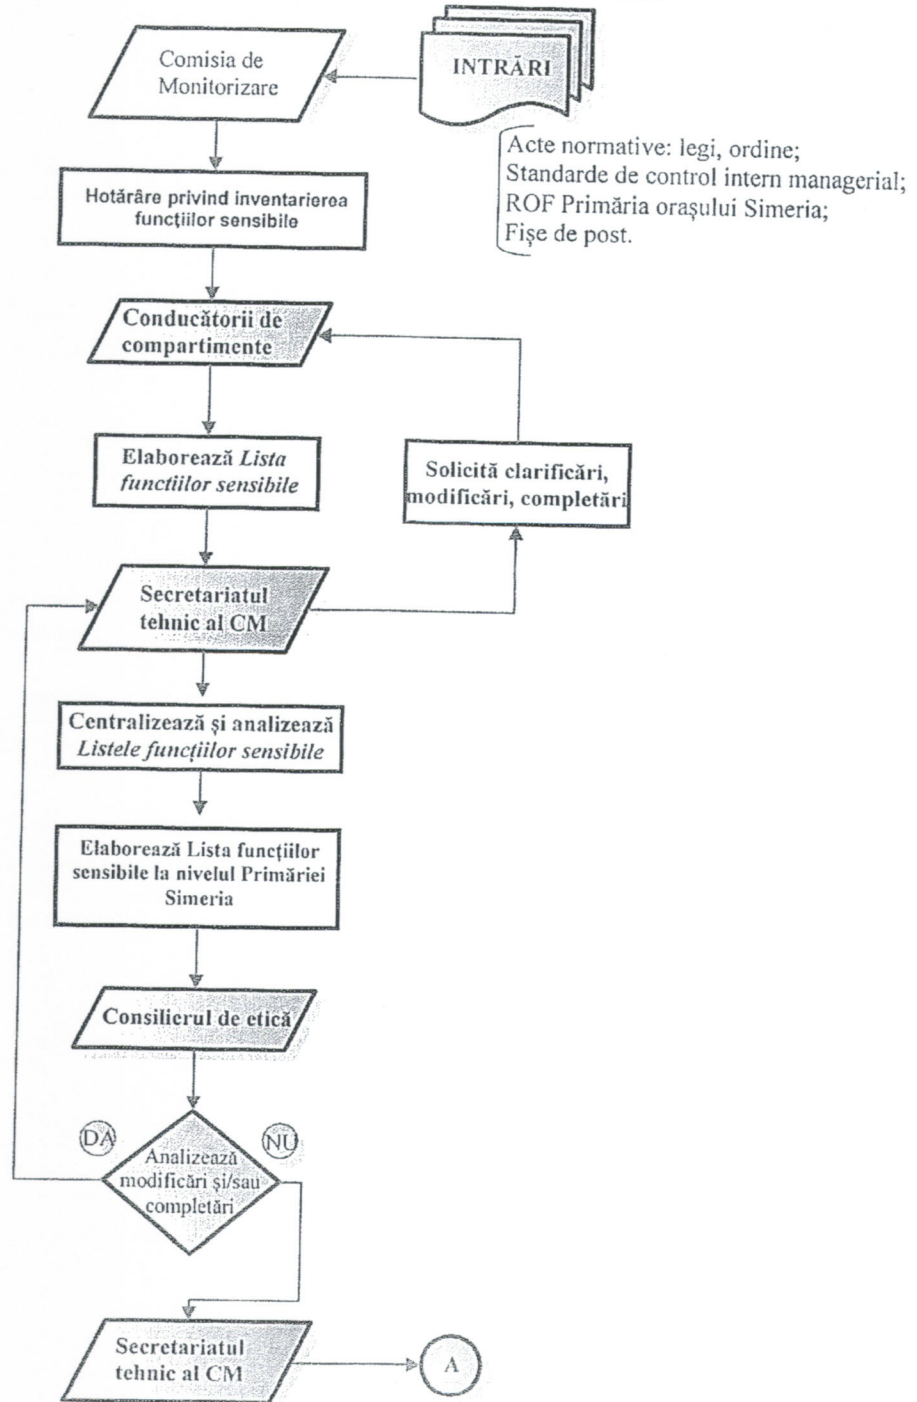 Comisia de
Monitorizare
INTRĂRI
Acte normative: legi, ordine;
Standarde de control intern managerial;
ROF Primăria orașului Simeria;
Fișe de post.
Hotărâre privind inventarierea
funcțiilor sensibile
Conducătorii de
compartimente
Elaborează Lista
functiilor sensibile
Solicită clarificări,
modificări, completări
Secretariatul
tehnic al CM
Centralizează și analizează
Listele funcțiilor sensibile
Elaborează Lista funcțiilor
sensibile la nivelul Primăriei
Simeria
Consilierul de etică
DA
NU
Analizează
modificări și/sau
completări
Secretariatul
tehnic al CM
A